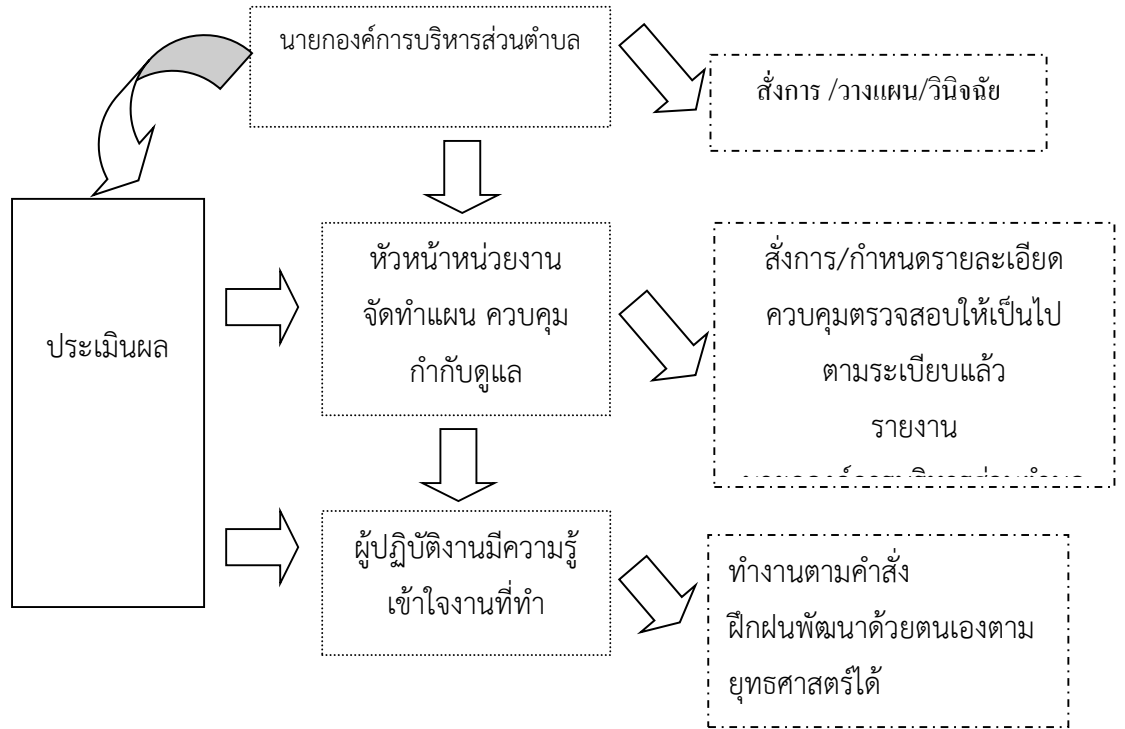 นายกองค์การบริหารส่วนตำบล
สั่งการ /วางแผน/วินิจฉัย
ประเมินผล
หัวหน้าหน่วยงาน
จัดทำแผน ควบคุม
กำกับดูแล
สั่งการ/กำหนดรายละเอียด
ควบคุมตรวจสอบให้เป็นไป
ตามระเบียบแล้ว
รายงาน
ผู้ปฏิบัติงานมีความรู้
เข้าใจงานที่ทำ
ทำงานตามคำสั่ง
ฝึกฝนพัฒนาด้วยตนเองตาม
ยุทธศาสตร์ได้